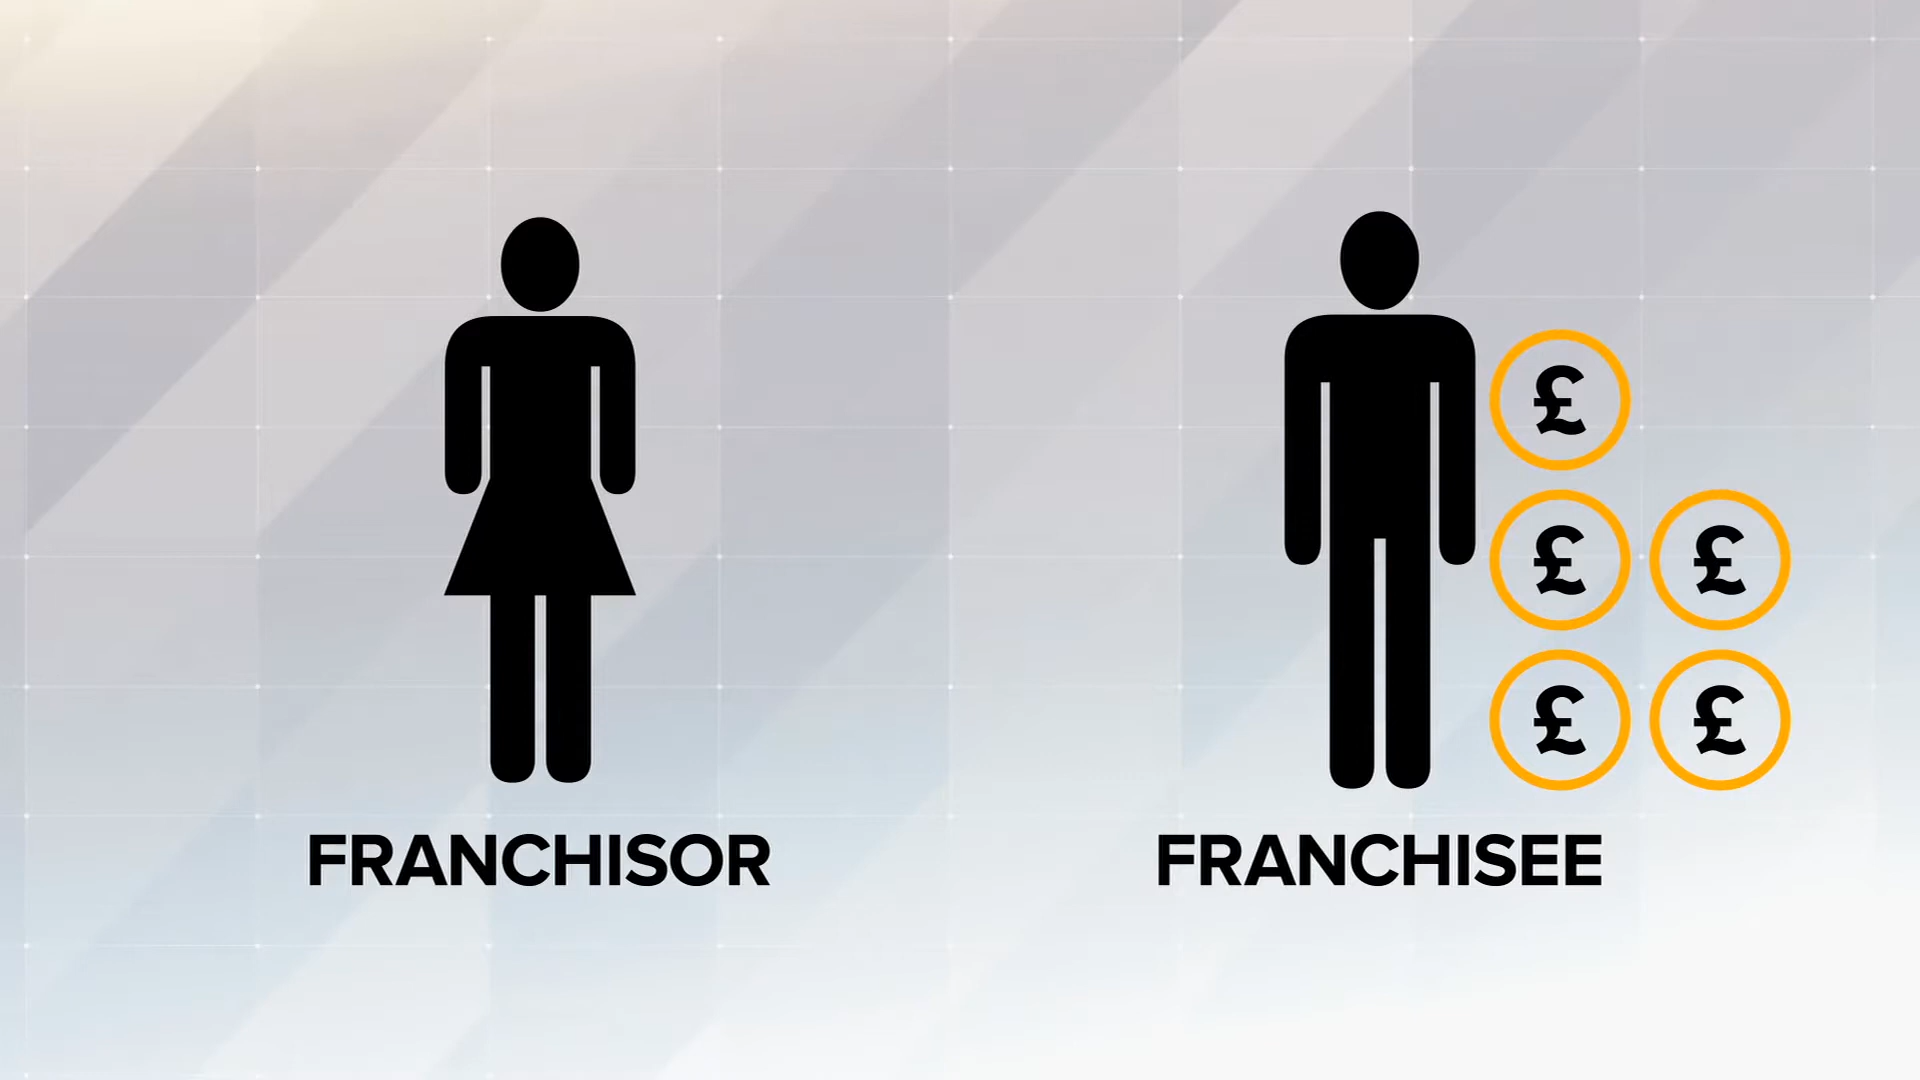 £
£ £
£ £
FRANCHISOR FRANCHISEE